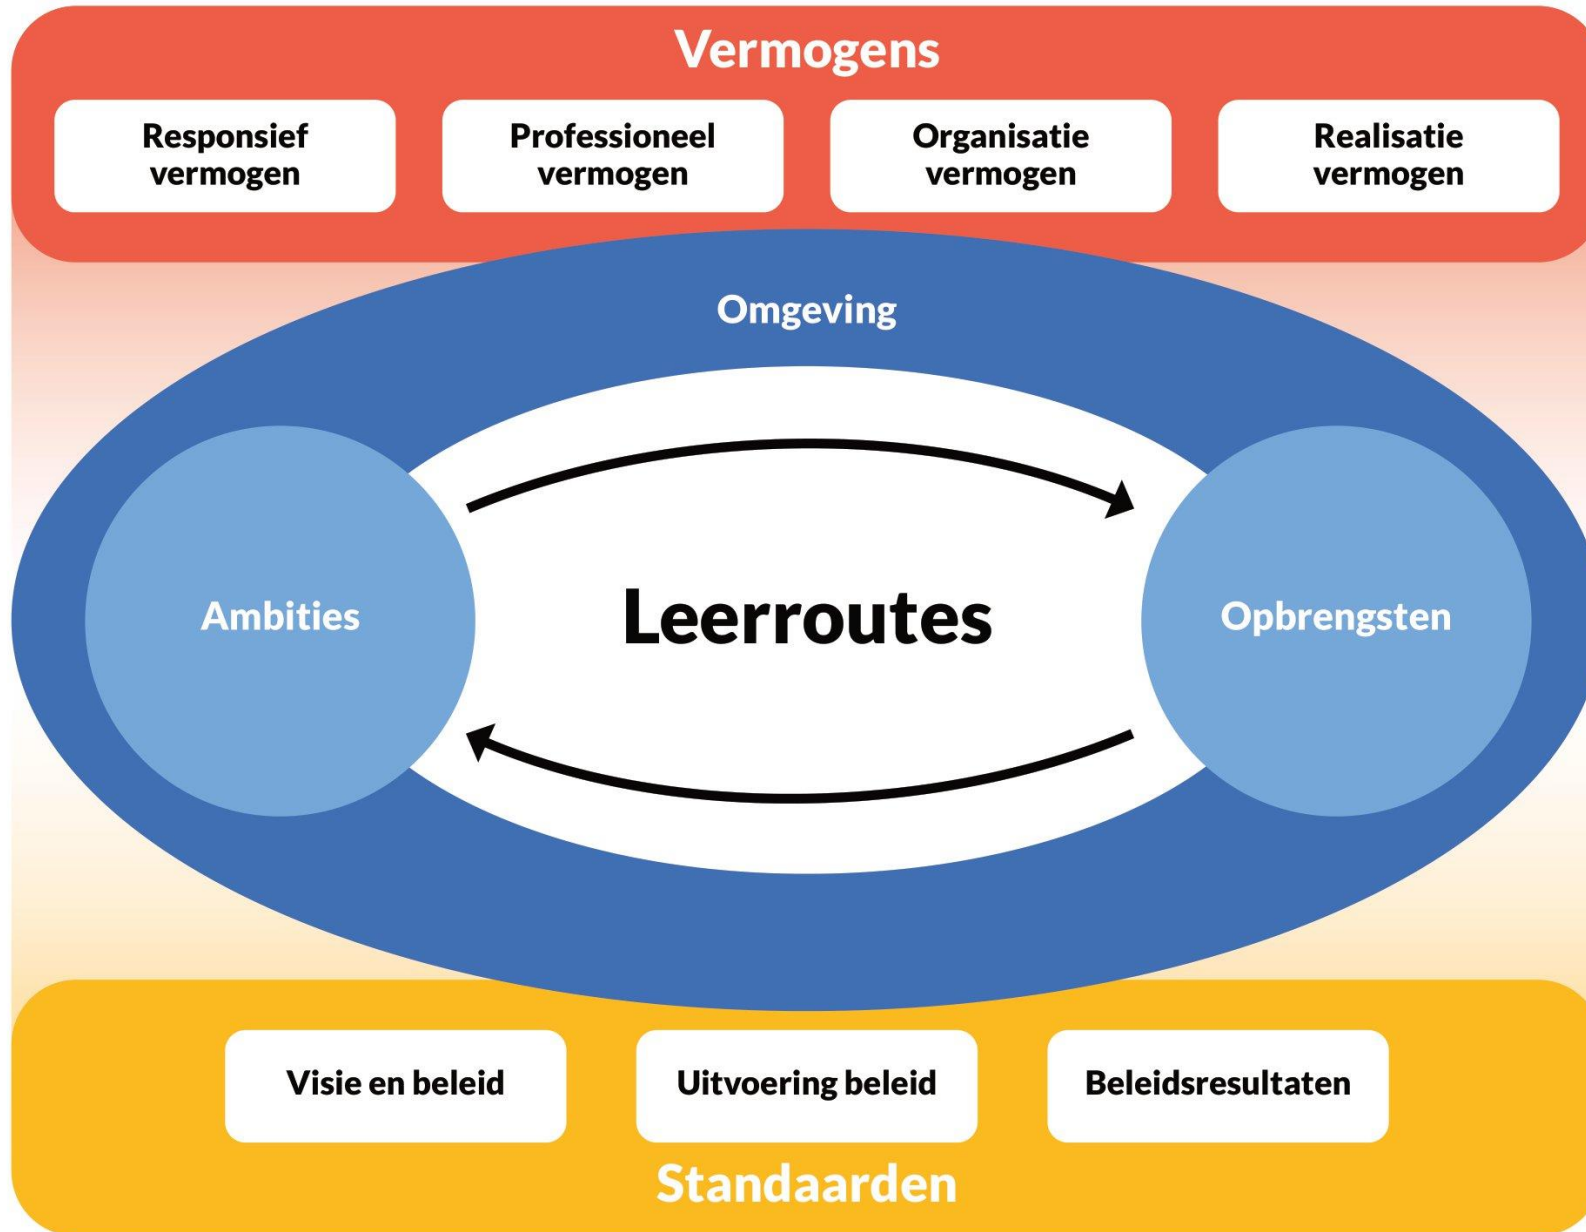 Vermogens
Responsief
vermogen
Professioneel
vermogen
Organisatie
vermogen
Realisatie
vermogen
Omgeving
Ambities
Leerroutes
Opbrengsten
Visie en beleid
Uitvoering beleid
Beleidsresultaten
Standaarden